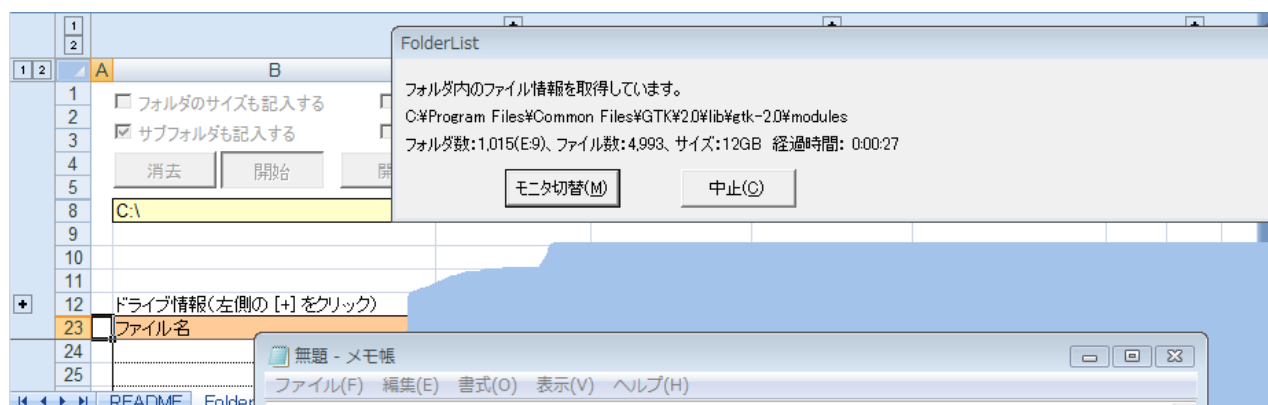 1
2
FolderList
1 2
A B
フォルダ内のファイル情報を取得しています。
1
フォルダのサイズも記入する
C:¥Program Files¥Common Files¥GTK¥2.0¥lib¥gtk-2.0¥modules
2
サブフォルダも記入する
フォルダ数:1,015(E:9)、ファイル数:4,993、サイズ:12GB 経過時間: 0:00:27
3
4
消去 開始 開
モニタ切替(M) 中止(C)
5
8 C:\
9
10
11
12 ドライブ情報(左側の [+] をクリック)
23 ファイル名
24
無題 - メモ帳
25
ファイル(F) 編集(E) 書式(O) 表示(V) ヘルプ(H)
README Folder